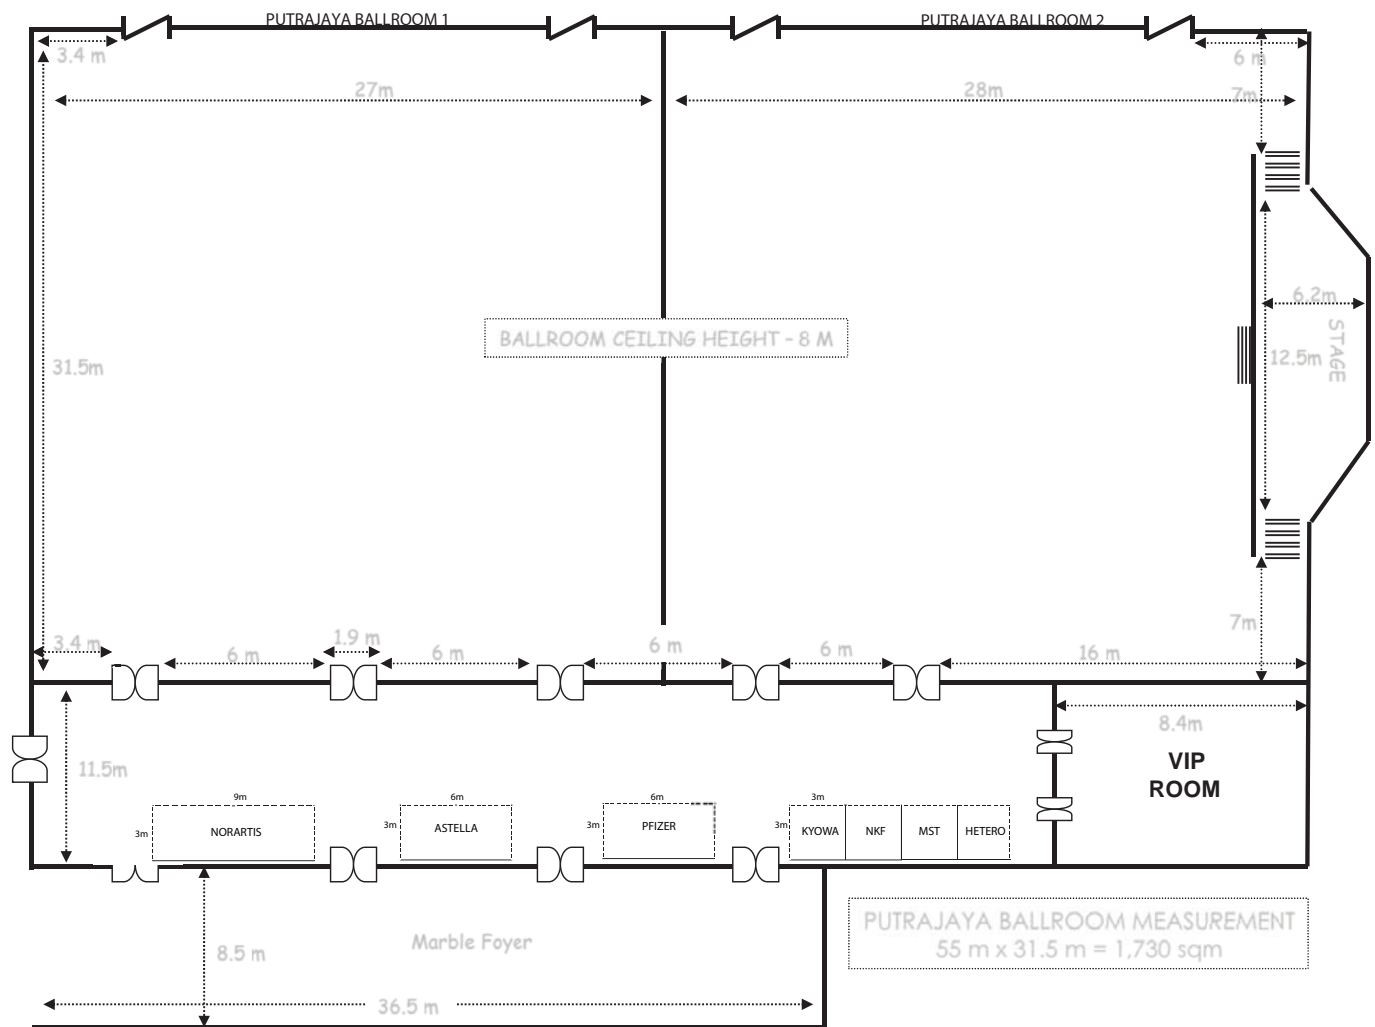 PUTRAJAYA BALLROOM 1
PUTRAJAYA BALLROOM 2
3.4 m
6 m
27m
28m
7m
6.2m
BALLROOM CEILING HEIGHT - 8 M
STAGE
31.5m
12.5m
7m
3.4 m
6 m
1.9 m
6 m
6 m
6 m
16 m
8.4m
11.5m
VIP
ROOM
9m
6m
6m
3m
3m
NORARTIS
3m
ASTELLA
3m
PFIZER
3m
KYOWA
NKF
MST
HETERO
PUTRAJAYA BALLROOM MEASUREMENT
55 m x 31.5 m = 1,730 sqm
Marble Foyer
8.5 m
36.5 m